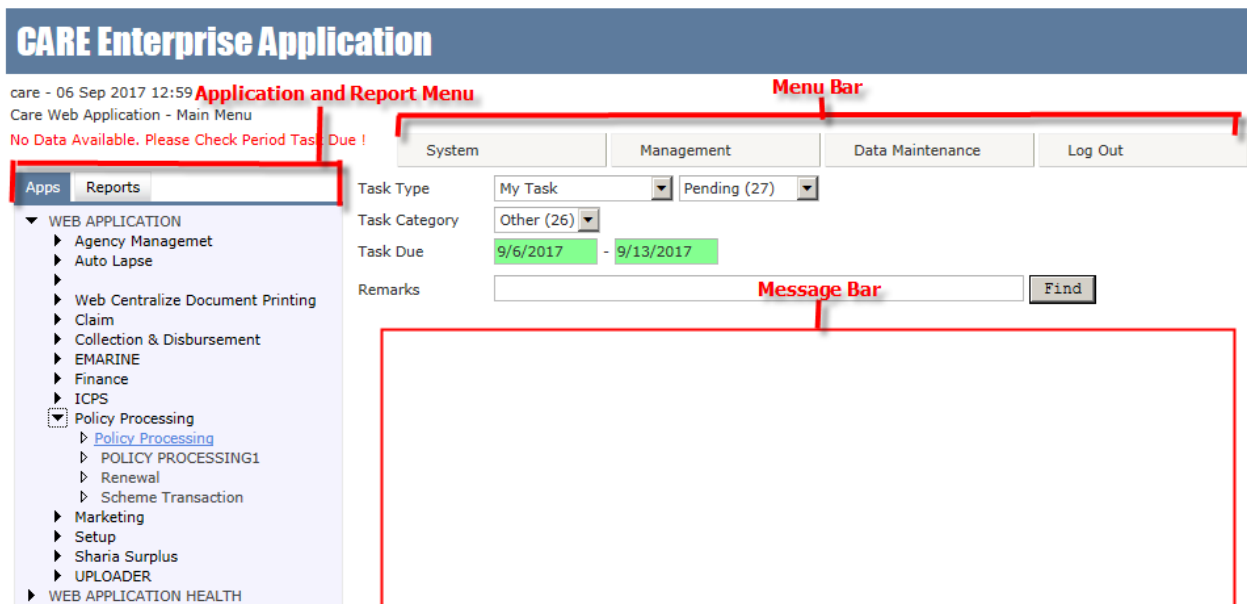 CARE Enterprise Application
care - 06 Sep 2017 12:59
Application and Report Menu
Menu Bar
Care Web Application - Main Menu
No Data Available. Please Check Period Task Due !
System Management Data Maintenance Log Out
Apps Reports
Task Type My Task Pending (27)
WEB APPLICATION
Task Category Other (26)
Agency Managemet
Auto Lapse
Task Due 9/6/2017 - 9/13/2017
Remarks Find
Message Bar
Web Centralize Document Printing
Claim
Collection & Disbursement
EMARINE
Finance
ICPS
Policy Processing
Policy Processing
POLICY PROCESSING1
Renewal
Scheme Transaction
Marketing
Setup
Sharia Surplus
UPLOADER
WEB APPLICATION HEALTH